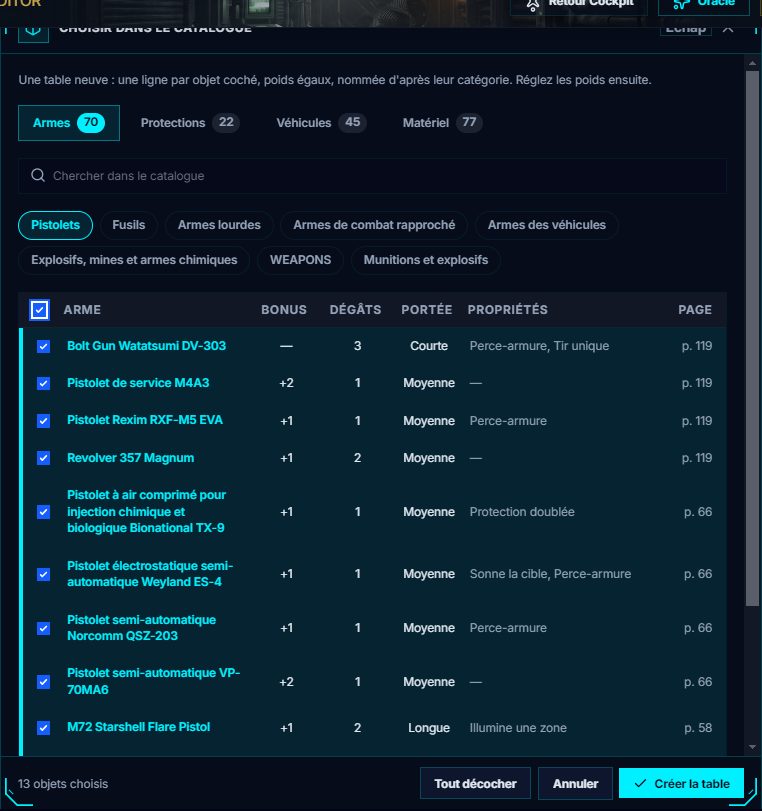 DITOR
Retour Cockpit
Oracle
CHOISIR DANS LE CATALOGUE
Echap
Une table neuve : une ligne par objet coché, poids égaux, nommée d'après leur catégorie. Réglez les poids ensuite.
Armes 70 Protections 22 Véhicules 45 Matériel 77
Chercher dans le catalogue
Pistolets Fusils Armes lourdes Armes de combat rapproché Armes des véhicules
Explosifs, mines et armes chimiques WEAPONS Munitions et explosifs
ARME BONUS DÉGÂTS PORTÉE PROPRIÉTÉS PAGE
Bolt Gun Watatsumi DV-303 — 3 Courte Perce-armure, Tir unique p. 119
Pistolet de service M4A3 +2 1 Moyenne — p. 119
Pistolet Rexim RXF-M5 EVA +1 1 Moyenne Perce-armure p. 119
Revolver 357 Magnum +1 2 Moyenne — p. 119
Pistolet à air comprimé pour
injection chimique et
biologique Bionational TX-9 +1 1 Moyenne Protection doublée p. 66
Pistolet électrostatique semi-
automatique Weyland ES-4 +1 1 Moyenne Sonne la cible, Perce-armure p. 66
Pistolet semi-automatique
Norcomm QSZ-203 +1 1 Moyenne Perce-armure p. 66
Pistolet semi-automatique VP-
70MA6 +2 1 Moyenne — p. 66
M72 Starshell Flare Pistol +1 2 Longue Illumine une zone p. 58
13 objets choisis Tout décocher Annuler Créer la table